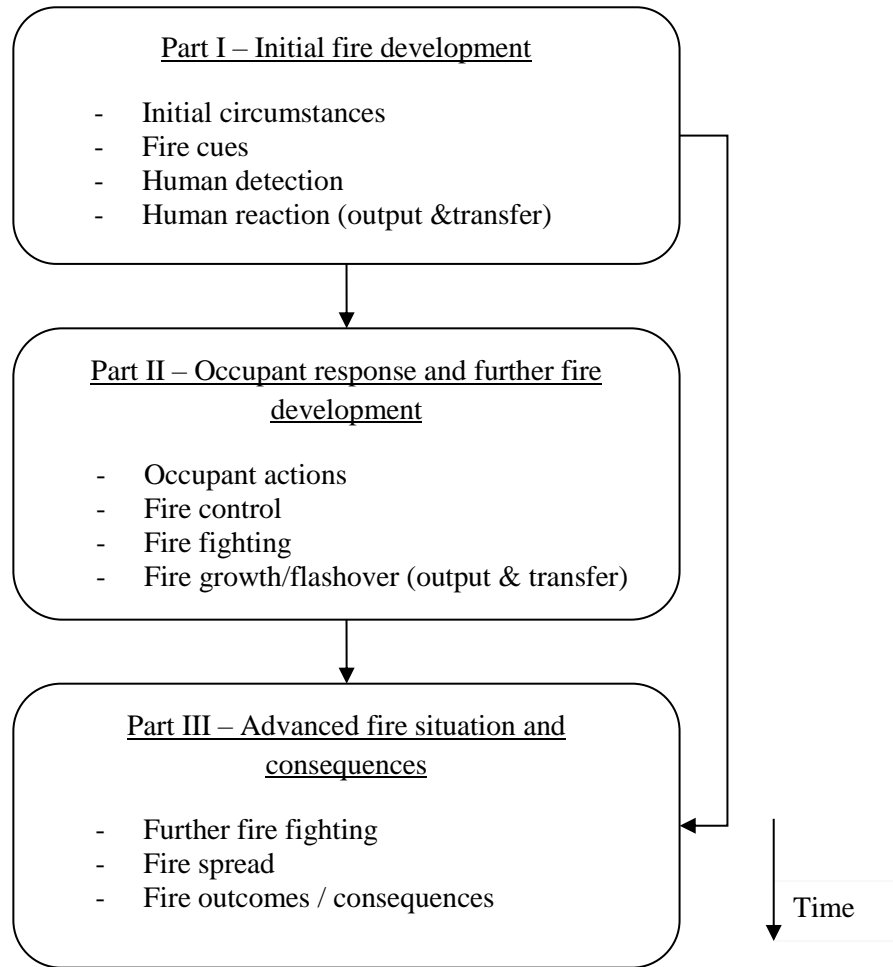 Part I – Initial fire development
- Initial circumstances
- Fire cues
- Human detection
- Human reaction (output &transfer)
Part II – Occupant response and further fire
development
- Occupant actions
- Fire control
- Fire fighting
- Fire growth/flashover (output & transfer)
Part III – Advanced fire situation and
consequences
- Further fire fighting
- Fire spread
- Fire outcomes / consequences
Time